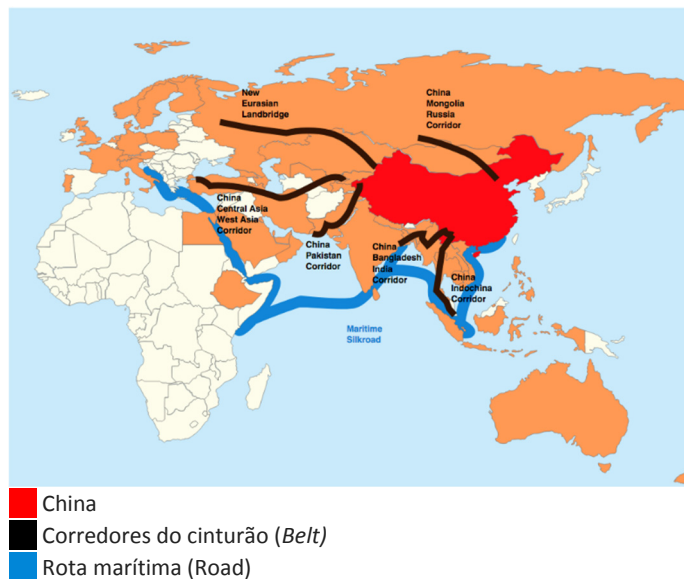 New
Eurasian
Landbridge
China
Mongolia
Russia
Corridor
China
Central Asia
West Asia
Corridor
China
Pakistan
Corridor
China
Bangladesh
India
Corridor
China
Indochina
Corridor
Maritime
Silkroad
China
Corredores do cinturão (Belt)
Rota marítima (Road)